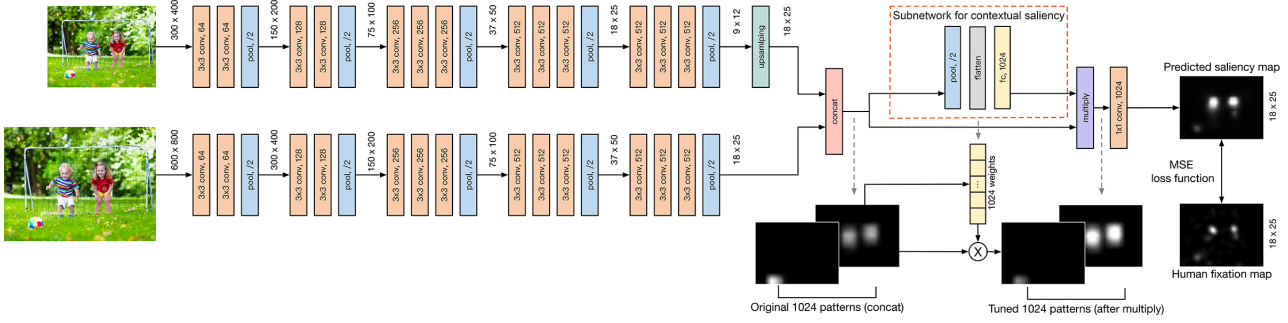 300 x 400
3x3 conv, 64
3x3 conv, 64
pool, /2
150 x 200
3x3 conv, 128
3x3 conv, 128
pool, /2
75 x 100
3x3 conv, 256
3x3 conv, 256
3x3 conv, 256
pool, /2
37 x 50
3x3 conv, 512
3x3 conv, 512
3x3 conv, 512
pool, /2
18 x 25
3x3 conv, 512
3x3 conv, 512
3x3 conv, 512
pool, /2
9 x 12
upsamlping
18 x 25
600 x 800
3x3 conv, 64
3x3 conv, 64
pool, /2
300 x 400
3x3 conv, 128
3x3 conv, 128
pool, /2
150 x 200
3x3 conv, 256
3x3 conv, 256
3x3 conv, 256
pool, /2
75 x 100
3x3 conv, 512
3x3 conv, 512
3x3 conv, 512
pool, /2
37 x 50
3x3 conv, 512
3x3 conv, 512
3x3 conv, 512
pool, /2
18 x 25
concat
Subnetwork for contextual saliency
pool, /2
flatten
fc, 1024
multiply
1x1 conv, 1024
Predicted saliency map
18 x 25
MSE
loss function
18 x 25
Human fixation map
...
1024 weights
X
Original 1024 patterns (concat)
Tuned 1024 patterns (after multiply)